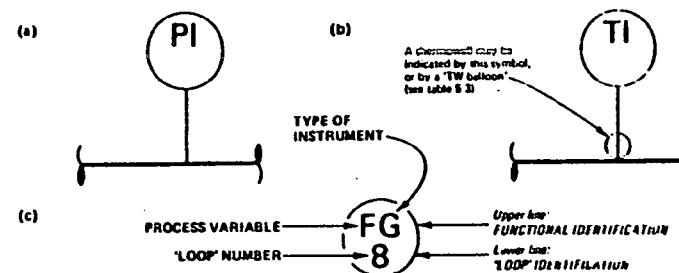 (a)
PI
(b)
TI
A thermowell may be
indicated by this symbol,
or by a 'TW balloon'
(see table 5.3)
TYPE OF
INSTRUMENT
(c)
PROCESS VARIABLE
FG
Upper line:
FUNCTIONAL IDENTIFICATION
'LOOP' NUMBER
8
Lower line:
'LOOP' IDENTIFILATION